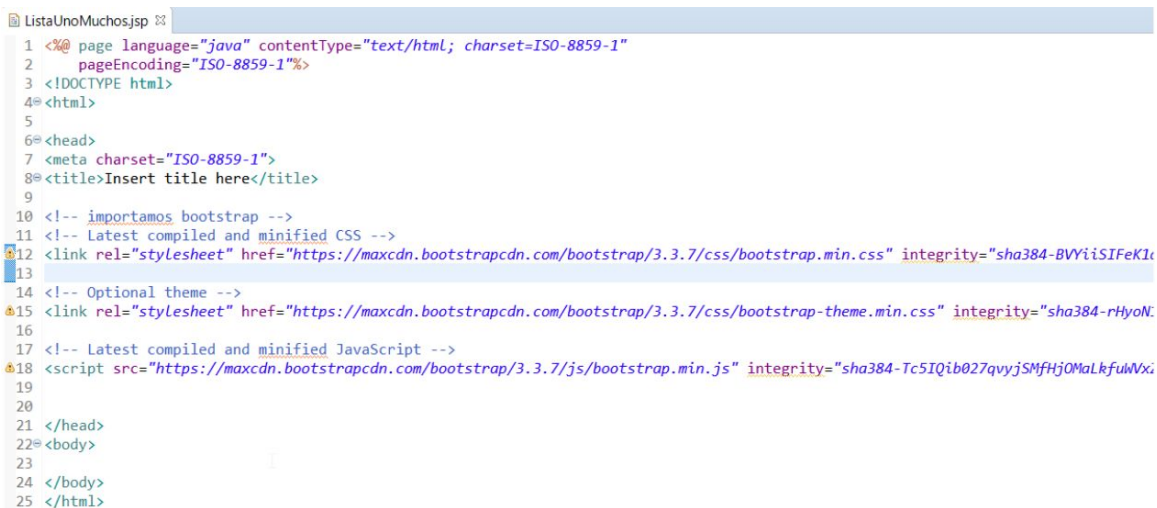 ListaUnoMuchos.jsp
1 <%@ page language="java" contentType="text/html; charset=ISO-8859-1"
2 pageEncoding="ISO-8859-1"%>
3 <!DOCTYPE html>
4 <html>
5
6 <head>
7 <meta charset="ISO-8859-1">
8 <title>Insert title here</title>
9
10 <!-- importamos bootstrap -->
11 <!-- Latest compiled and minified CSS -->
12 <link rel="stylesheet" href="https://maxcdn.bootstrapcdn.com/bootstrap/3.3.7/css/bootstrap.min.css" integrity="sha384-BVYiiSIFeK1
13
14 <!-- Optional theme -->
15 <link rel="stylesheet" href="https://maxcdn.bootstrapcdn.com/bootstrap/3.3.7/css/bootstrap-theme.min.css" integrity="sha384-rHyoN
16
17 <!-- Latest compiled and minified JavaScript -->
18 <script src="https://maxcdn.bootstrapcdn.com/bootstrap/3.3.7/js/bootstrap.min.js" integrity="sha384-Tc5IQib027qvyjSMfHjOMaLkfuWVx
19
20
21 </head>
22 <body>
23
24 </body>
25 </html>